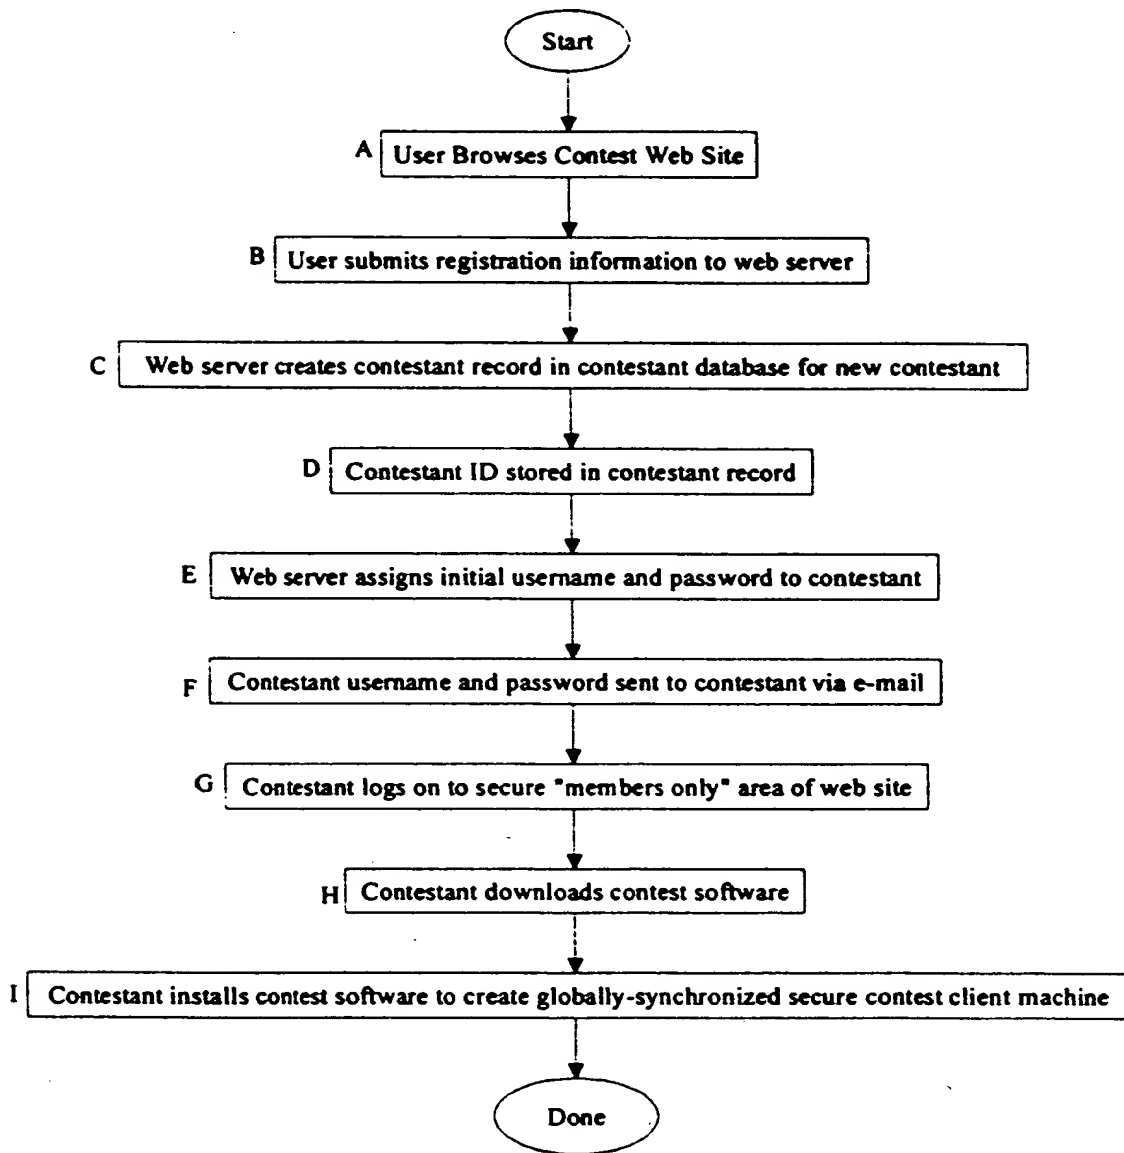 Start
A User Browses Contest Web Site
B User submits registration information to web server
C Web server creates contestant record in contestant database for new contestant
D Contestant ID stored in contestant record
E Web server assigns initial username and password to contestant
F Contestant username and password sent to contestant via e-mail
G Contestant logs on to secure "members only" area of web site
H Contestant downloads contest software
I Contestant installs contest software to create globally-synchronized secure contest client machine
Done